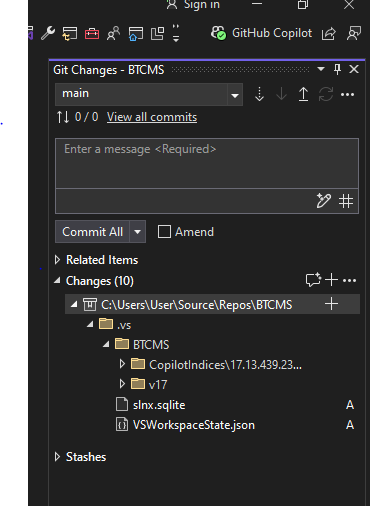 Sign in
GitHub Copilot
Git Changes - BTCMS
main
0 / 0 View all commits
Enter a message <Required>
Commit All Amend
Related Items
Changes (10)
C:\Users\User\Source\Repos\BTCMS
.vs
BTCMS
CopilotIndices\17.13.439.23...
v17
slnx.sqlite A
VSWorkspaceState.json A
Stashes